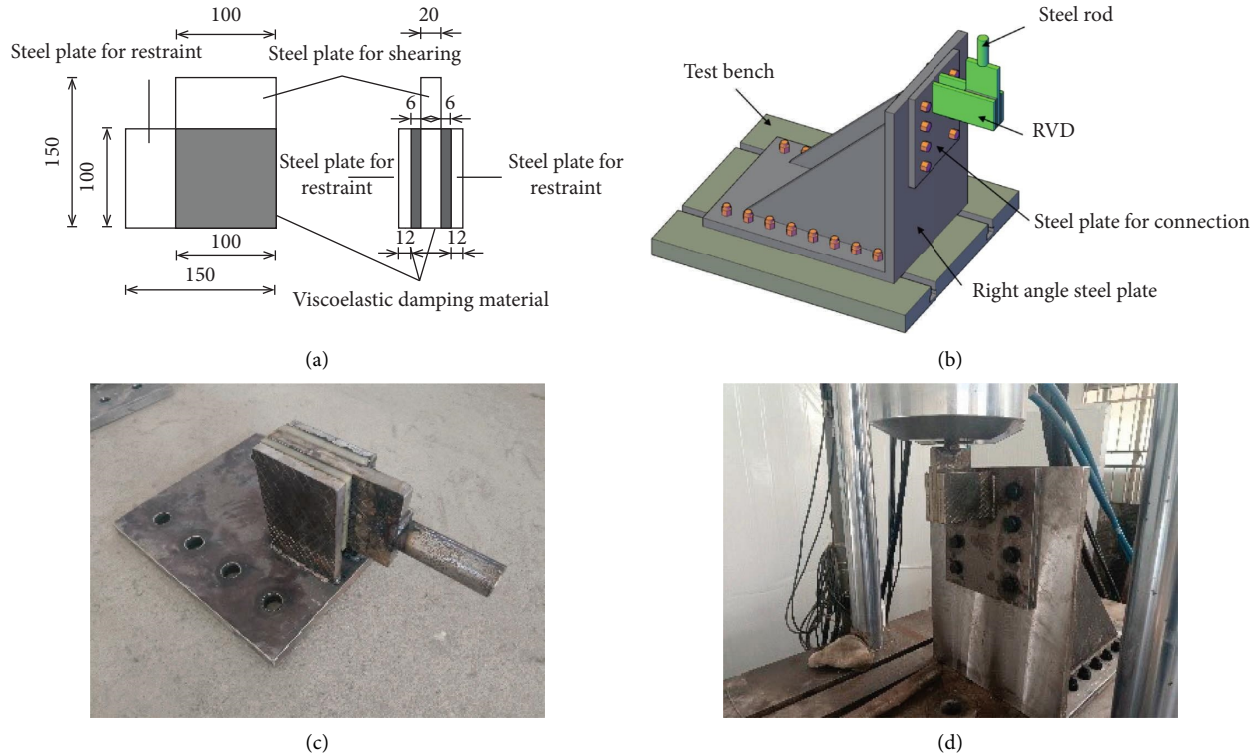 100
20
Steel plate for restraint
Steel plate for shearing
6
6
150
100
Steel plate for
restraint
Steel plate for
restraint
100
12
12
150
Viscoelastic damping material
(a)
Steel rod
Test bench
RVD
Steel plate for connection
Right angle steel plate
(b)
(c)
(d)